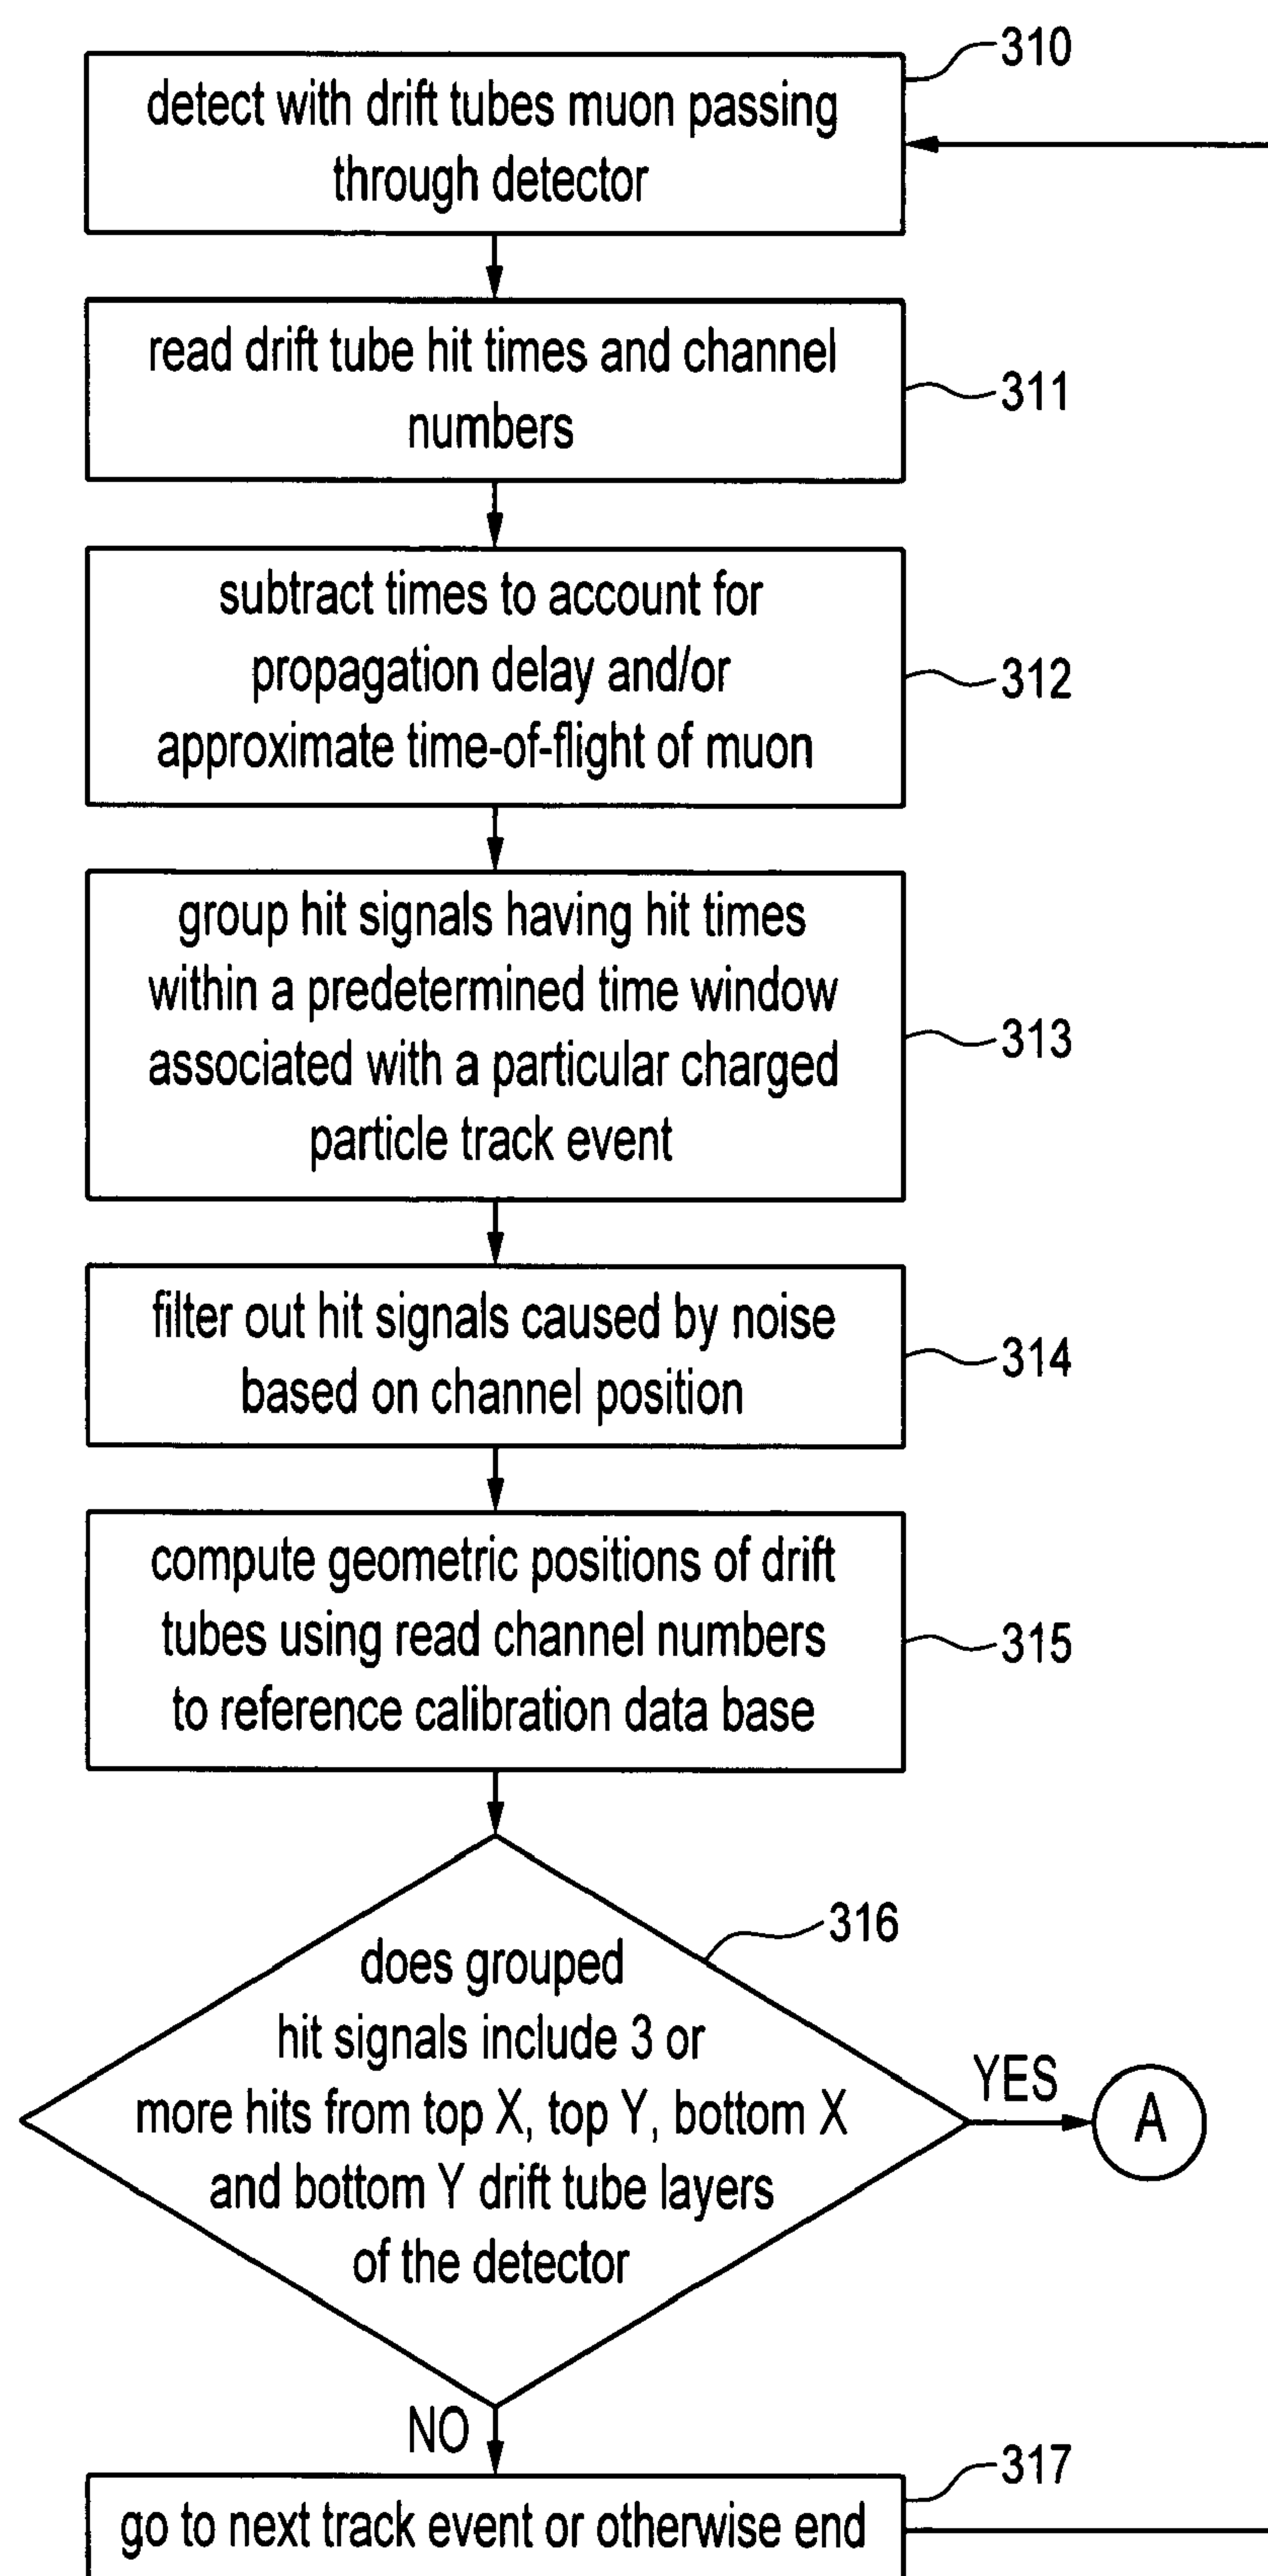 310
detect with drift tubes muon passing
through detector
read drift tube hit times and channel
numbers
311
subtract times to account for
propagation delay and/or
approximate time-of-flight of muon
312
group hit signals having hit times
within a predetermined time window
associated with a particular charged
particle track event
313
filter out hit signals caused by noise
based on channel position
314
compute geometric positions of drift
tubes using read channel numbers
to reference calibration data base
315
316
does grouped
hit signals include 3 or
more hits from top X, top Y, bottom X
and bottom Y drift tube layers
of the detector
YES
A
NO
317
go to next track event or otherwise end